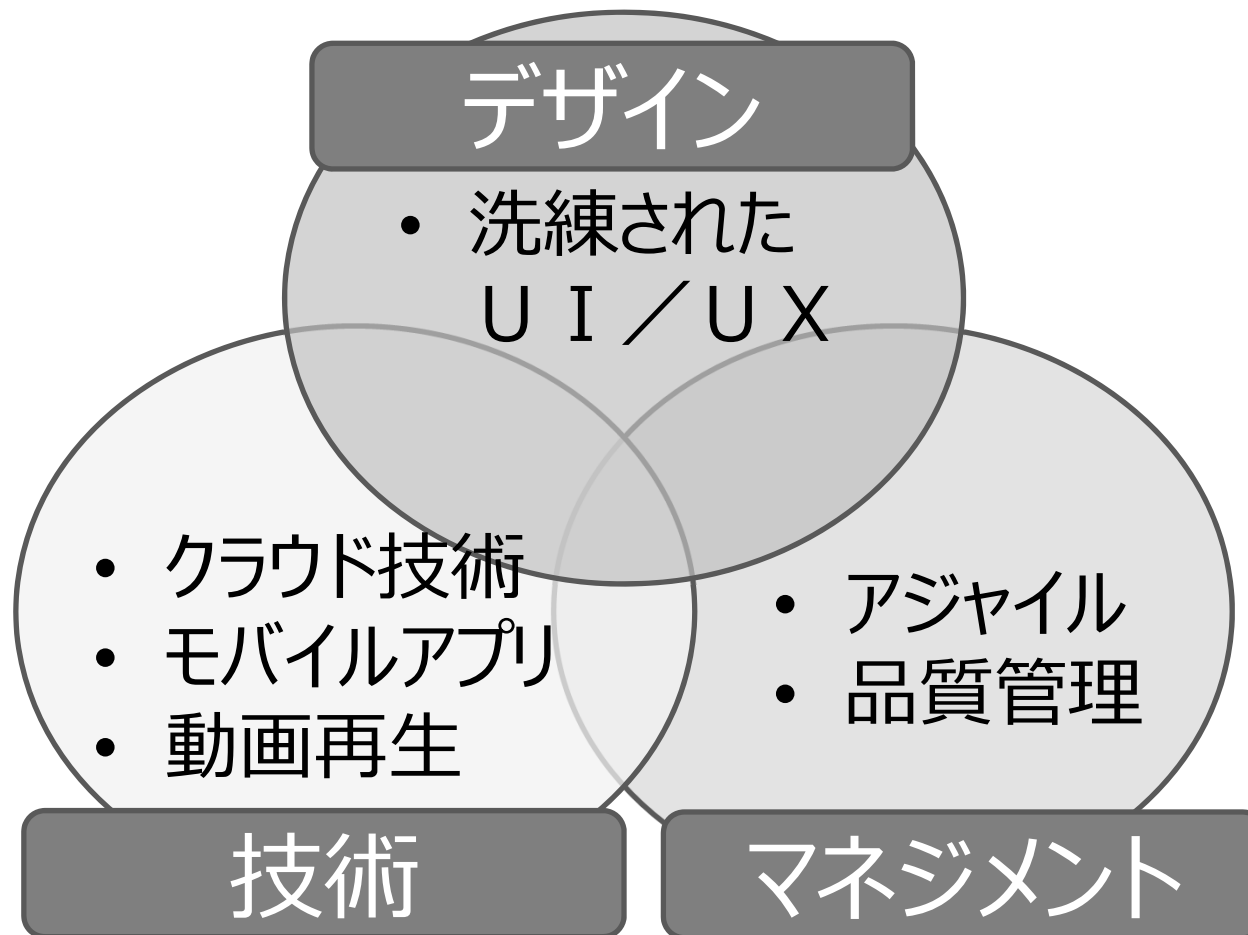 デザイン
• 洗練された
ＵＩ／ＵＸ
• クラウド技術
• モバイルアプリ
• 動画再生
• アジャイル
• 品質管理
技術
マネジメント